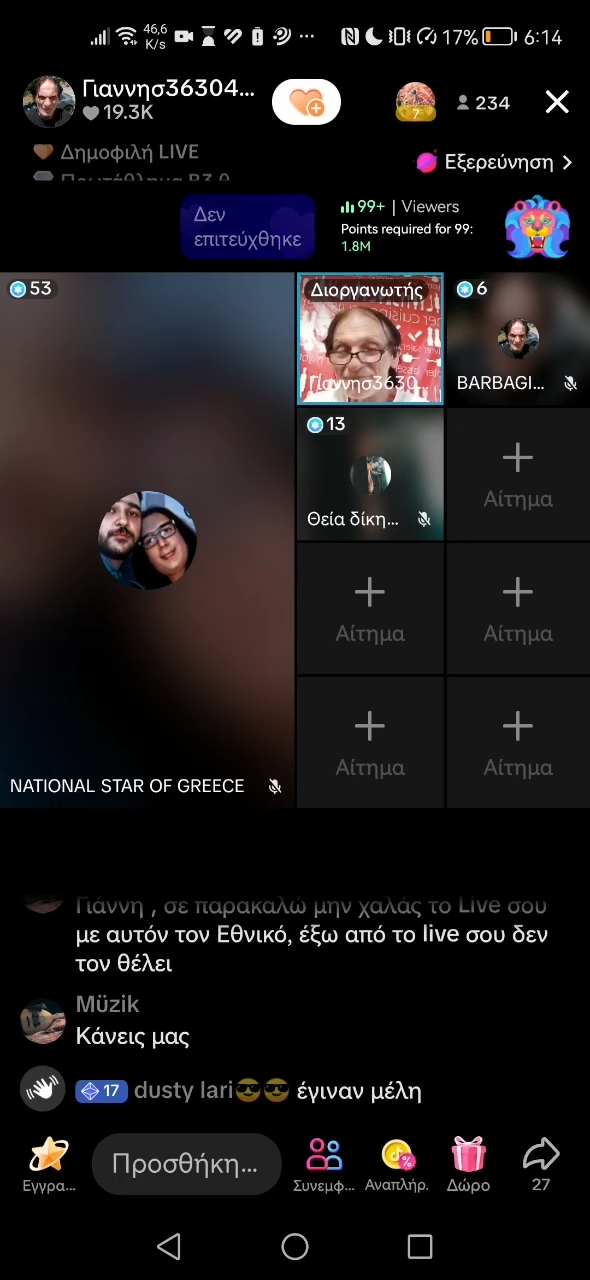 46,6
K/s
17%
6:14
Γιαννησ36304...
19.3K
7
234
Δημοφιλή LIVE
Εξερεύνηση
Δεν
επιτεύχθηκε
99+ | Viewers
Points required for 99:
1.8M
53
Διοργανωτής
Γιαννησ3630...
6
BARBAGI...
13
Θεία δίκη...
Αίτημα
Αίτημα
Αίτημα
Αίτημα
Αίτημα
NATIONAL STAR OF GREECE
Γιάννη , σε παρακαλώ μην χαλάς το Live σου
με αυτόν τον Εθνικό, έξω από το live σου δεν
τον θέλει
Müzik
Κάνεις μας
17 dusty lari😎😎 έγιναν μέλη
Εγγρα...
Προσθήκη...
Συνεμφ...
Αναπλήρ.
Δώρο
27